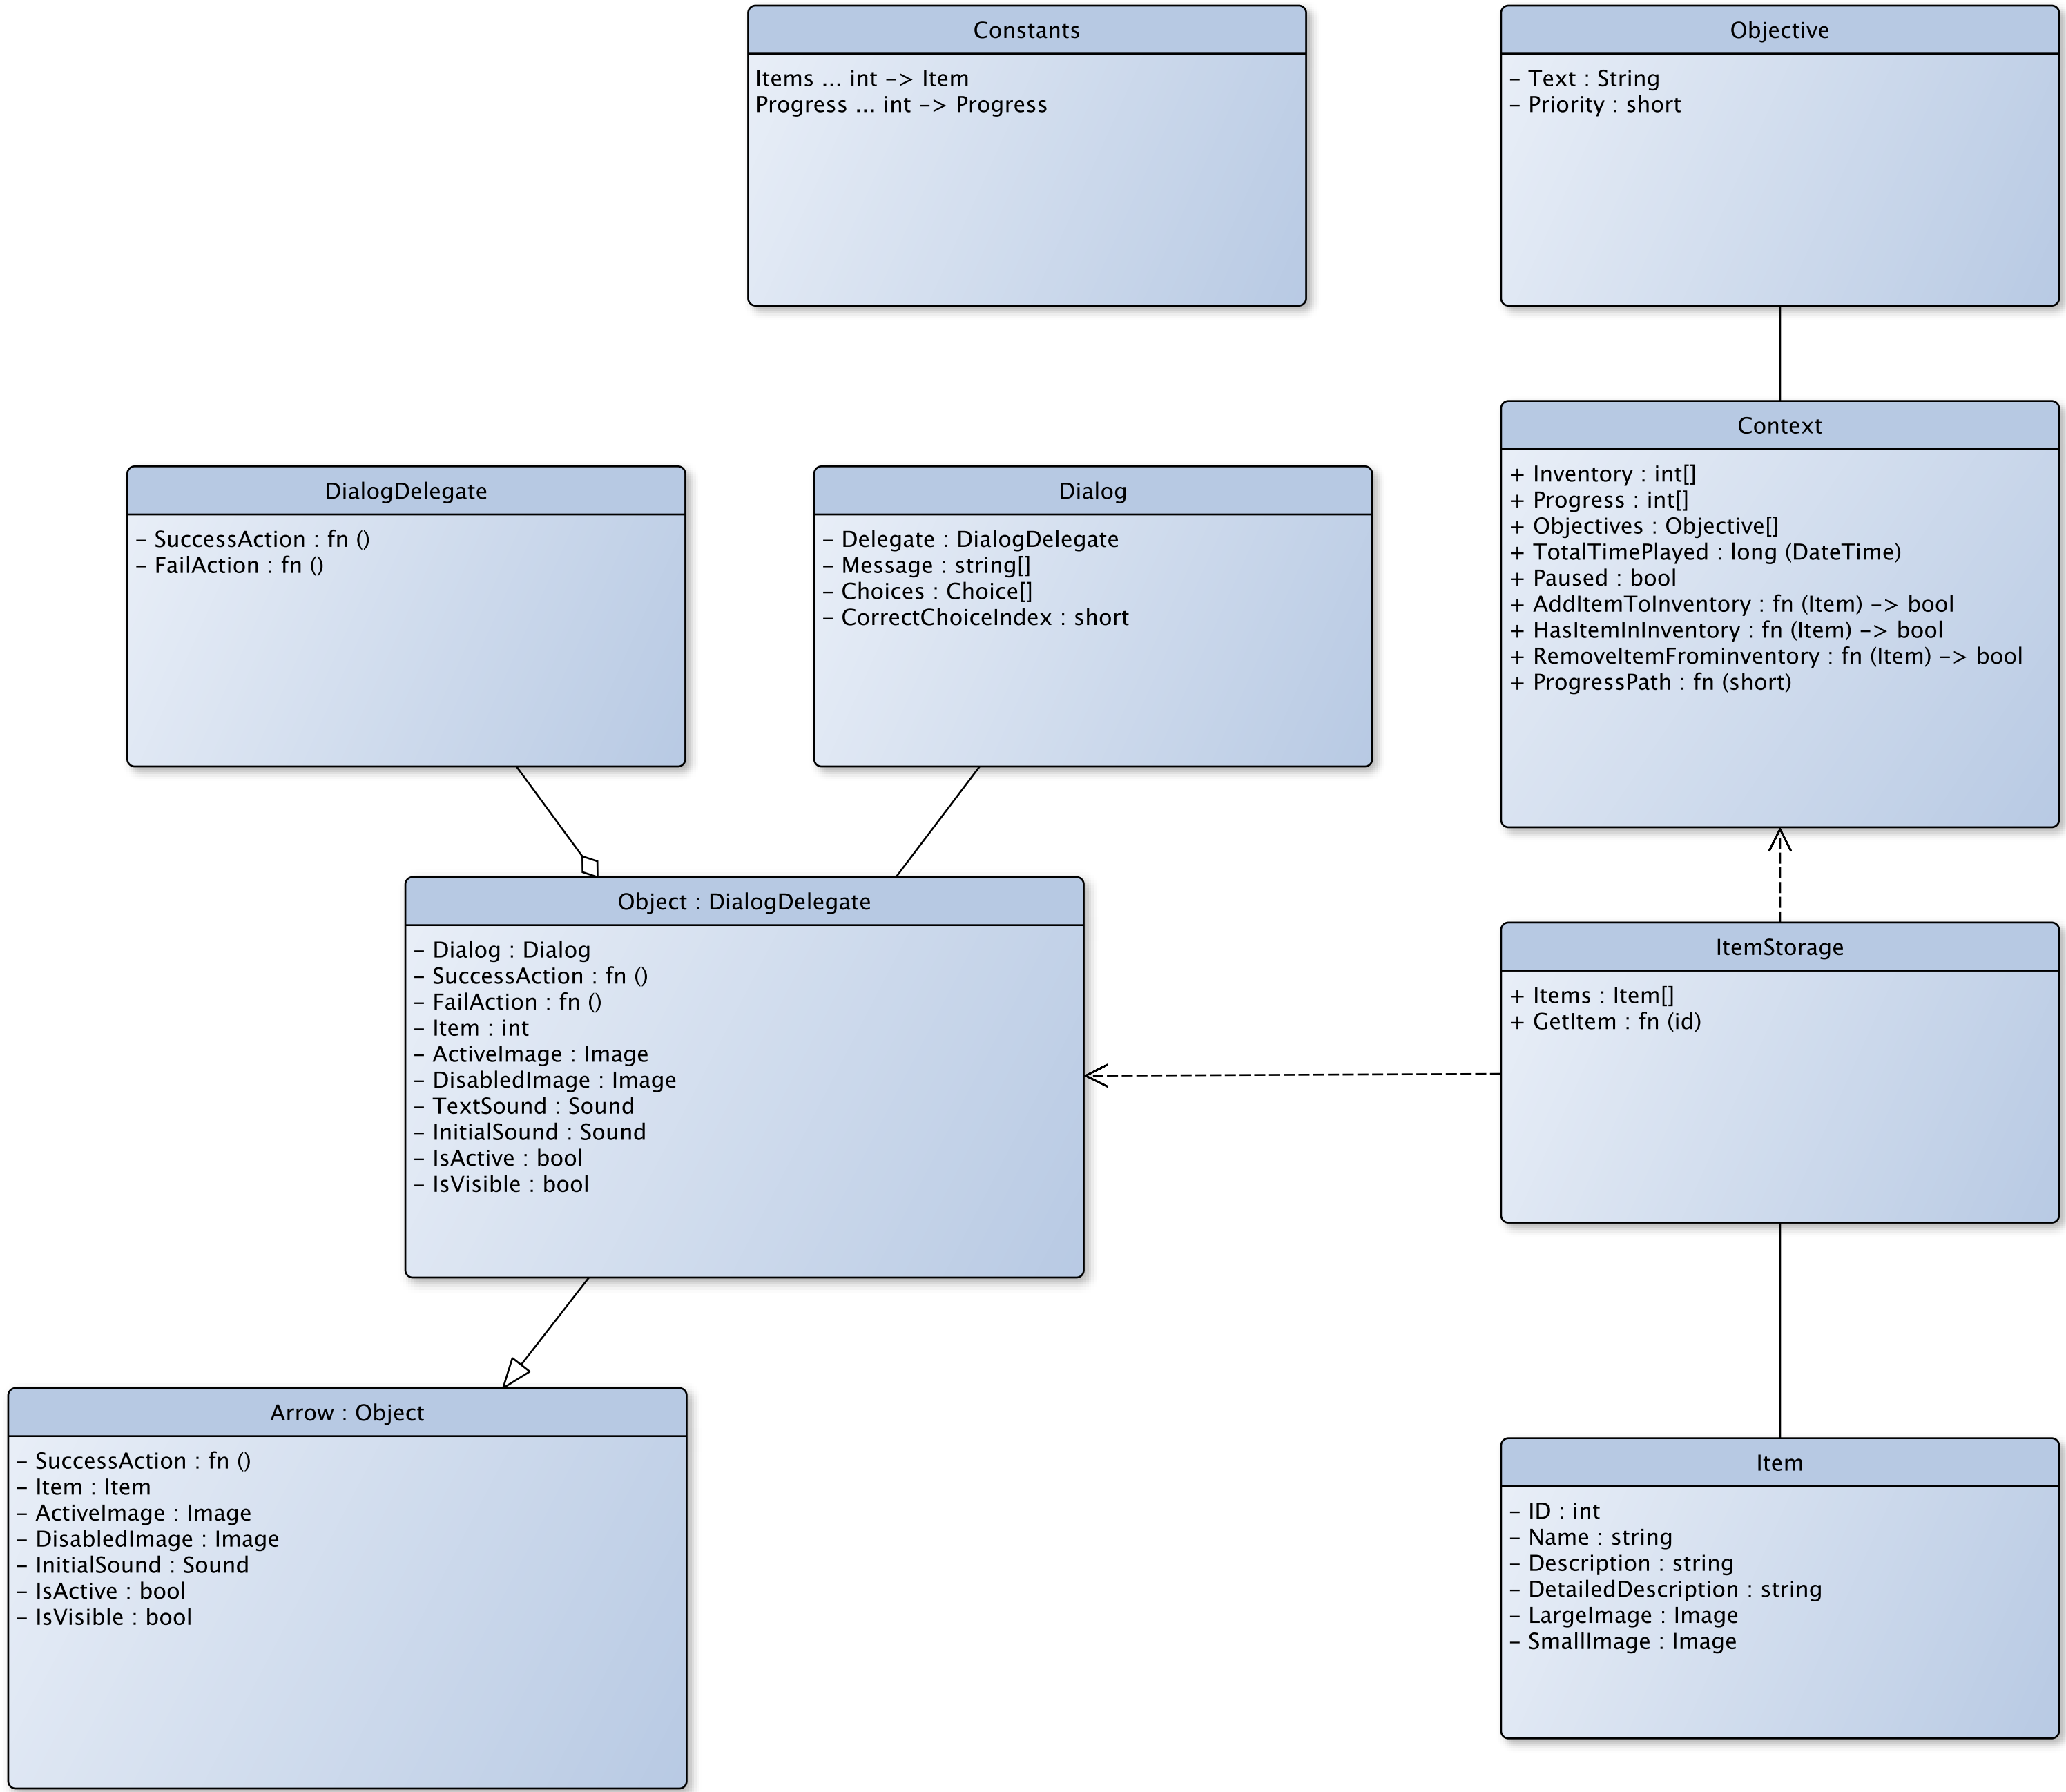 Constants
Items ... int -> Item
Progress ... int -> Progress
Objective
- Text : String
- Priority : short
DialogDelegate
- SuccessAction : fn ()
- FailAction : fn ()
Dialog
- Delegate : DialogDelegate
- Message : string[]
- Choices : Choice[]
- CorrectChoiceIndex : short
Context
+ Inventory : int[]
+ Progress : int[]
+ Objectives : Objective[]
+ TotalTimePlayed : long (DateTime)
+ Paused : bool
+ AddItemToInventory : fn (Item) -> bool
+ HasItemInInventory : fn (Item) -> bool
+ RemoveItemFrominventory : fn (Item) -> bool
+ ProgressPath : fn (short)
Object : DialogDelegate
- Dialog : Dialog
- SuccessAction : fn ()
- FailAction : fn ()
- Item : int
- ActiveImage : Image
- DisabledImage : Image
- TextSound : Sound
- InitialSound : Sound
- IsActive : bool
- IsVisible : bool
ItemStorage
+ Items : Item[]
+ GetItem : fn (id)
Arrow : Object
- SuccessAction : fn ()
- Item : Item
- ActiveImage : Image
- DisabledImage : Image
- InitialSound : Sound
- IsActive : bool
- IsVisible : bool
Item
- ID : int
- Name : string
- Description : string
- DetailedDescription : string
- LargeImage : Image
- SmallImage : Image